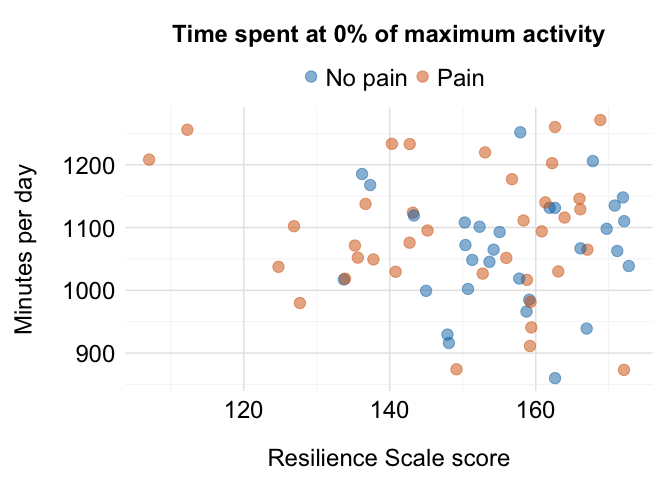 Time spent at 0% of maximum activity
No pain Pain
Minutes per day
1200
1100
1000
900
120 140 160
Resilience Scale score